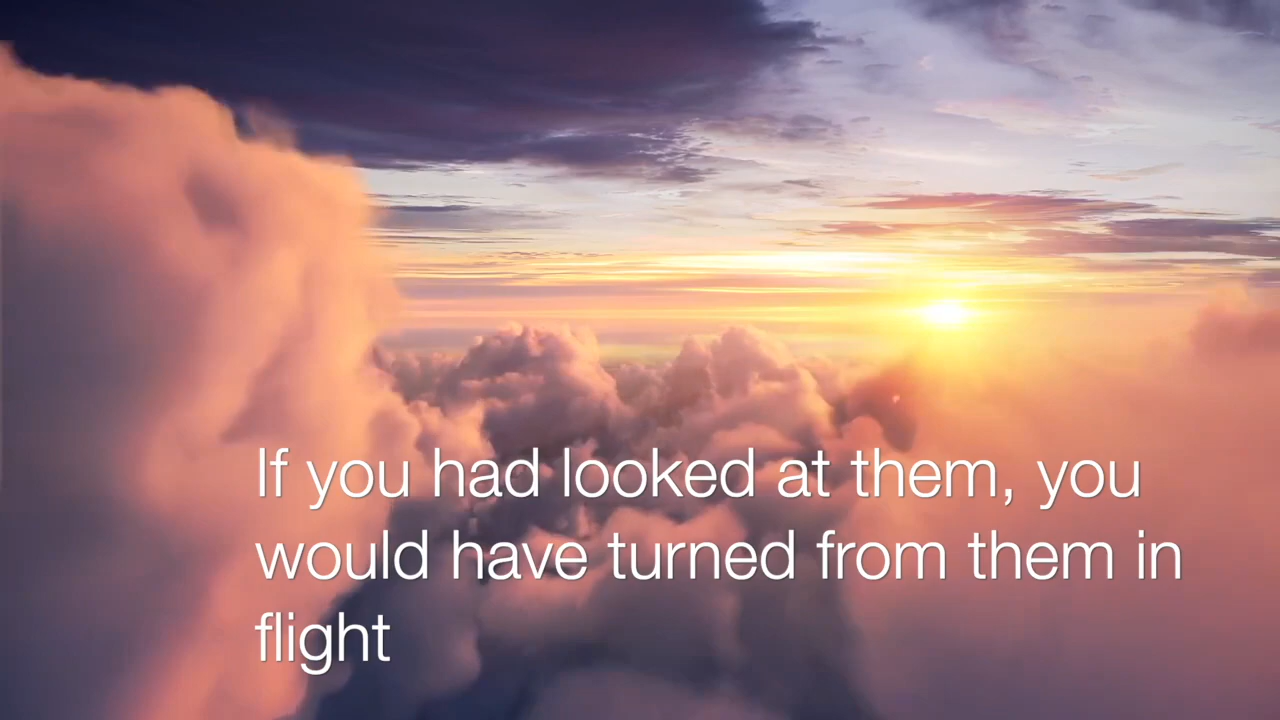 If you had looked at them, you
would have turned from them in
flight